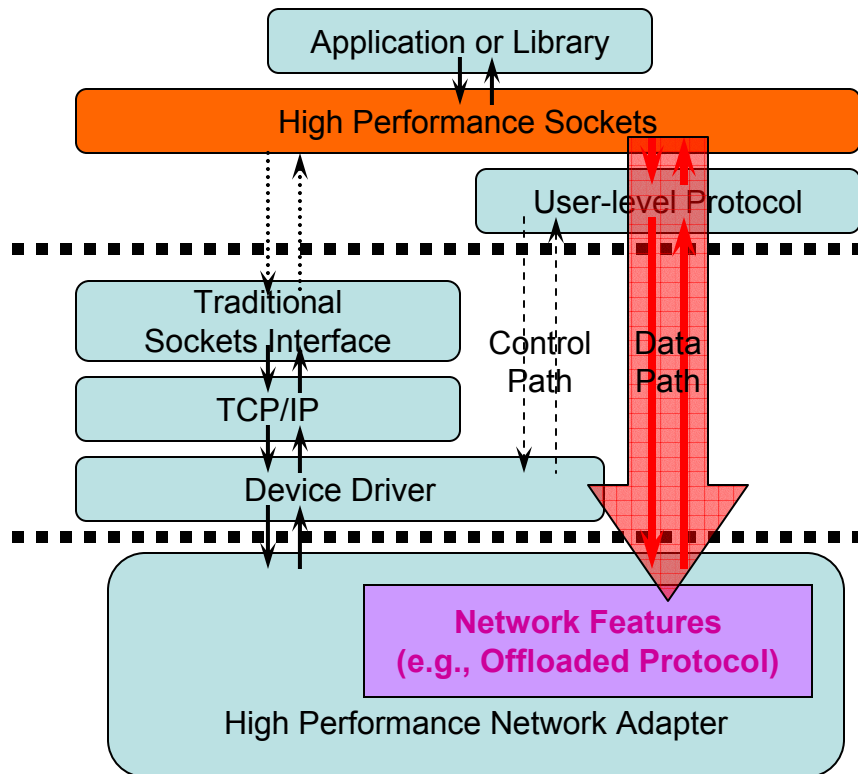 Application or Library
High Performance Sockets
User-level Protocol
Traditional
Sockets Interface
Control
Path
Data
Path
TCP/IP
Device Driver
Network Features
(e.g., Offloaded Protocol)
High Performance Network Adapter